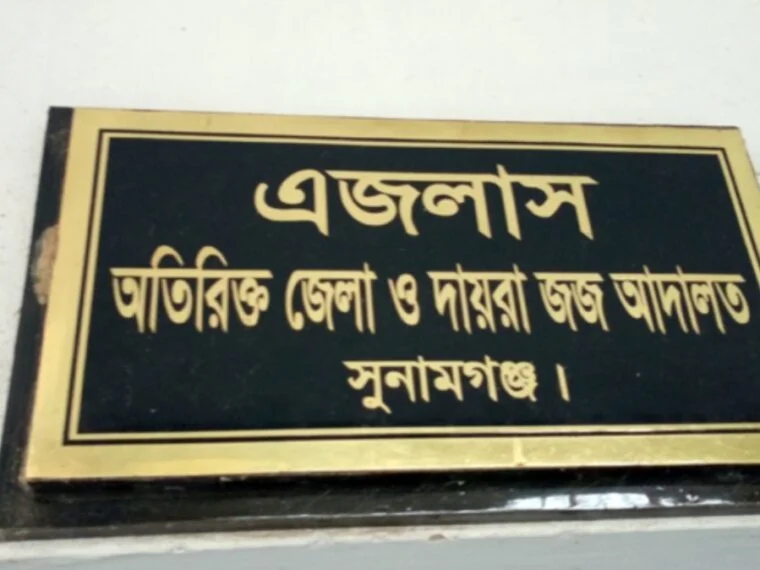 এজলাস
অতিরিক্ত জেলা ও দায়রা জজ আদালত
সুনামগঞ্জ ।